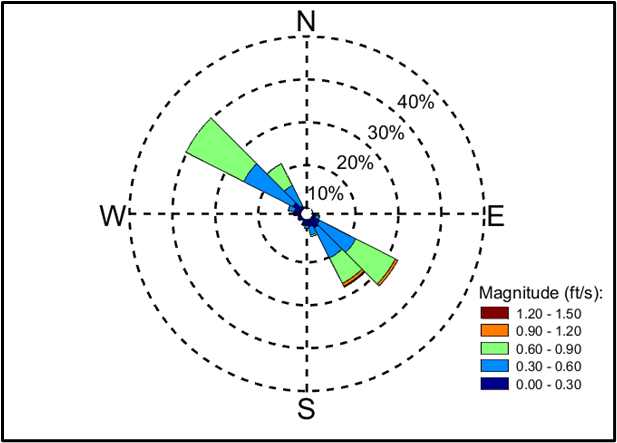 N
40%
30%
20%
10%
W
E
Magnitude (ft/s):
1.20 - 1.50
0.90 - 1.20
0.60 - 0.90
0.30 - 0.60
0.00 - 0.30
S